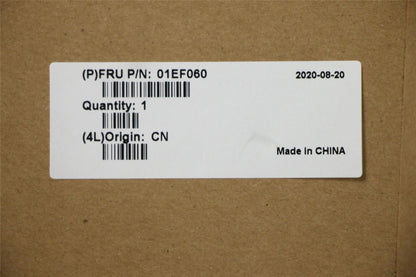 (P)FRU P/N: 01EF060
2020-08-20
Quantity: 1
(4L)Origin: CN
Made in CHINA